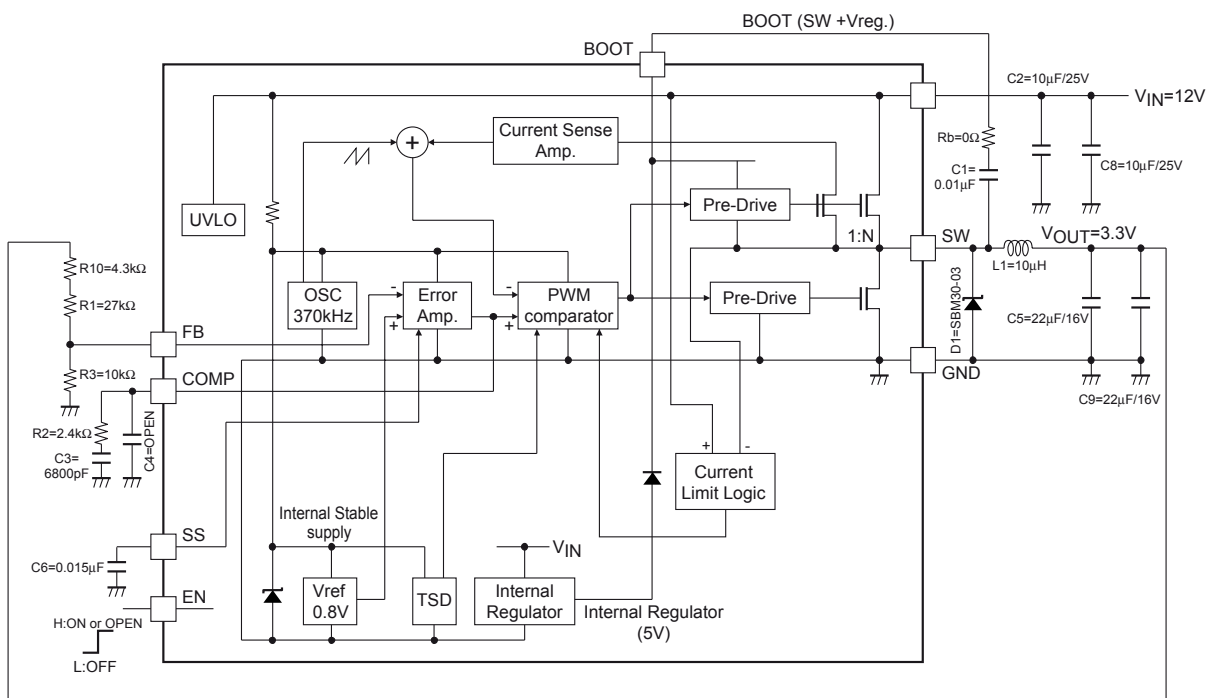 BOOT (SW +Vreg.)
BOOT
C2=10μF/25V
VIN=12V
Rb=0Ω
C1=
0.01μF
C8=10μF/25V
Current Sense
Amp.
+
UVLO
Pre-Drive
1:N
SW
VOUT=3.3V
L1=10μH
R10=4.3kΩ
R1=27kΩ
OSC
370kHz
-
Error
Amp.
+
-
PWM
comparator
+
Pre-Drive
D1=SBM30-03
C5=22μF/16V
FB
GND
R3=10kΩ
COMP
C9=22μF/16V
R2=2.4kΩ
C4=OPEN
C3=
6800pF
+
-
Current
Limit Logic
Internal Stable
supply
SS
VIN
C6=0.015μF
Vref
0.8V
TSD
Internal
Regulator
Internal Regulator
(5V)
EN
H:ON or OPEN
L:OFF